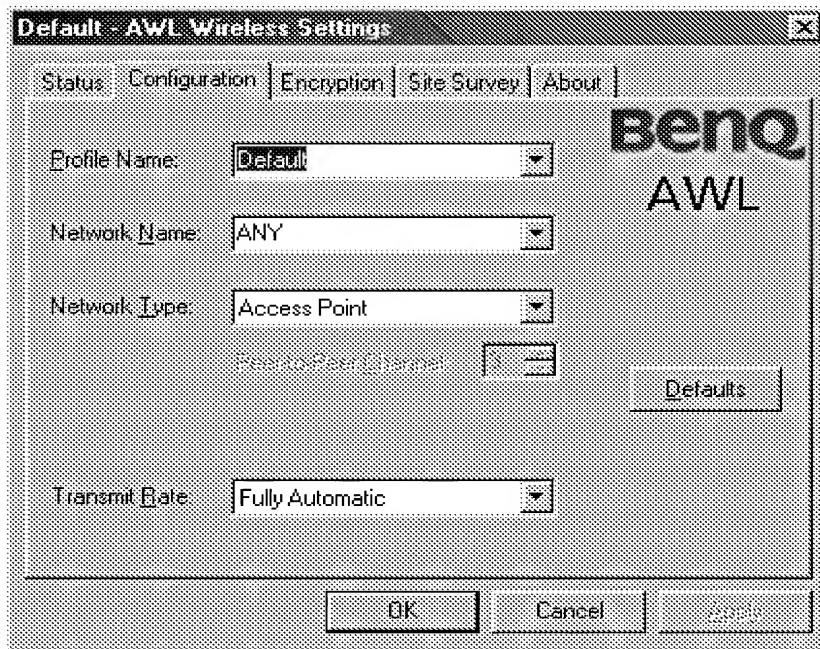 Default - AWL Wireless Settings
Status Configuration Encryption Site Survey About
BenQ
AWL
Profile Name: Default
Network Name: ANY
Network Type: Access Point
Peer to Peer Channel
Defaults
Transmit Rate Fully Automatic
OK Cancel Apply